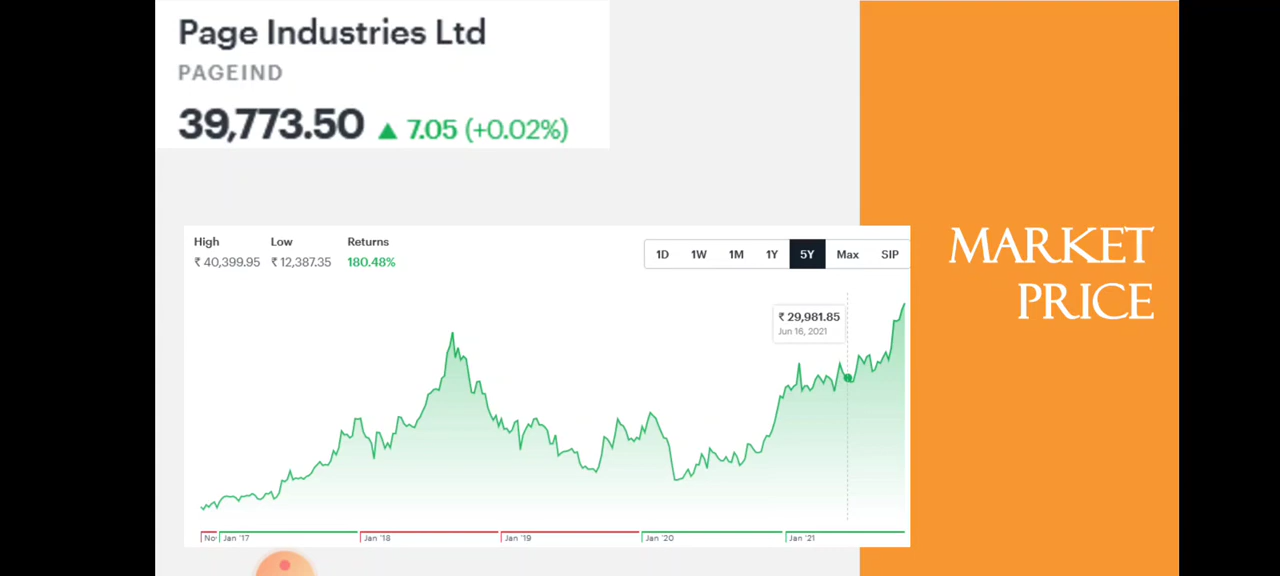 Page Industries Ltd
PAGEIND
39,773.50 ▲ 7.05 (+0.02%)
High Low Returns
₹ 40,399.95 ₹ 12,387.35 180.48%
1D 1W 1M 1Y 5Y Max SIP
MARKET
PRICE
₹ 29,981.85
Jun 16, 2021
No Jan '17 Jan '18 Jan '19 Jan '20 Jan '21